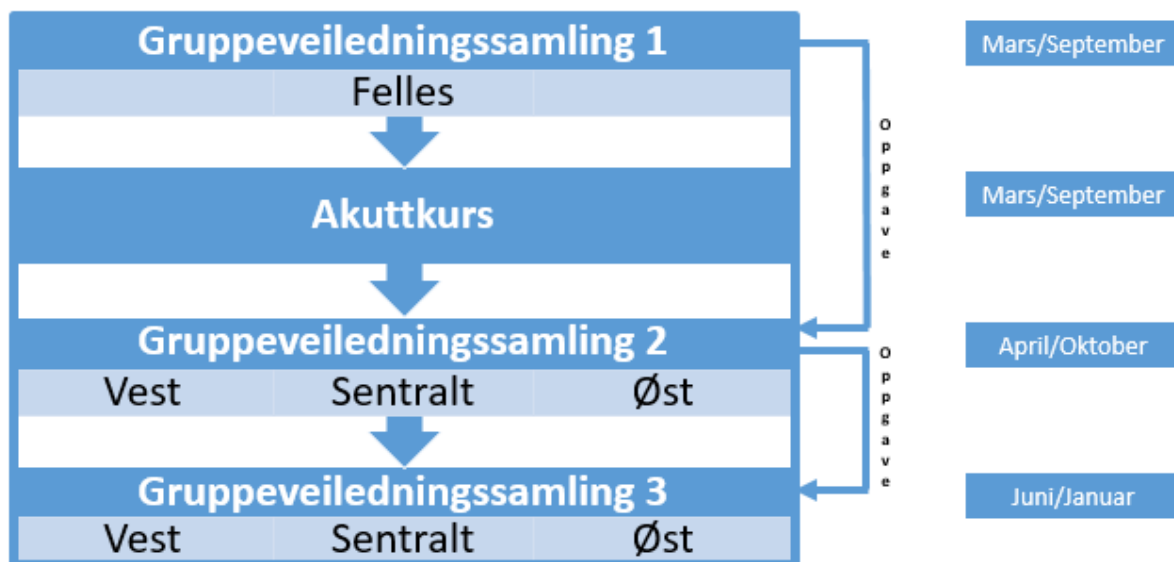 Gruppeveiledningssamling 1
Mars/September
Felles
Oppgave
Akuttkurs
Mars/September
Gruppeveiledningssamling 2
April/Oktober
Vest Sentralt Øst
Oppgave
Gruppeveiledningssamling 3
Juni/Januar
Vest Sentralt Øst